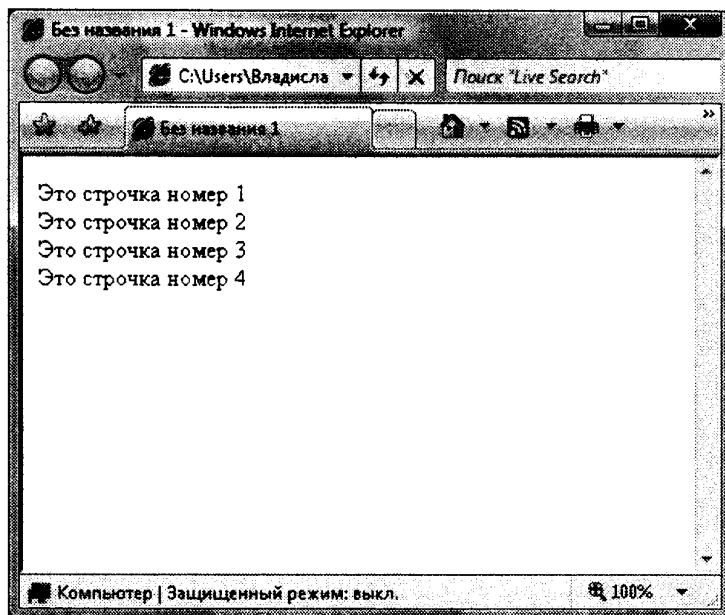 Без названия 1 - Windows Internet Explorer
C:\Users\Владисла
Поиск "Live Search"
Без названия 1
Это строчка номер 1
Это строчка номер 2
Это строчка номер 3
Это строчка номер 4
Компьютер | Защищенный режим: выкл.
100%